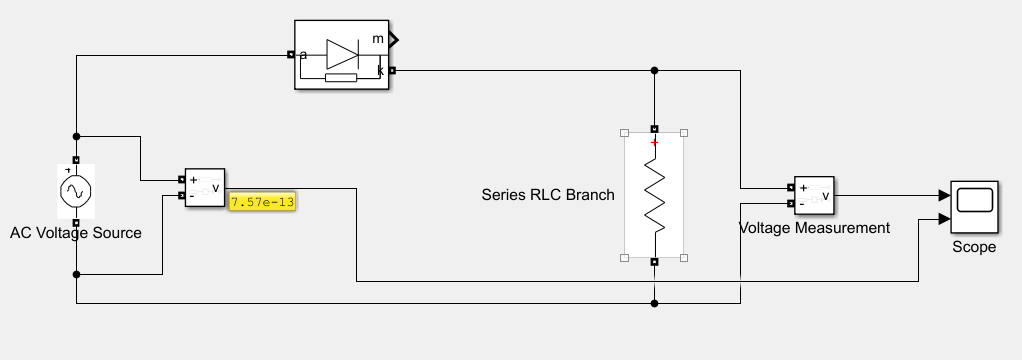 m
a
k
+
-
v
7.57e-13
AC Voltage Source
Series RLC Branch
+
+
-
v
Voltage Measurement
Scope